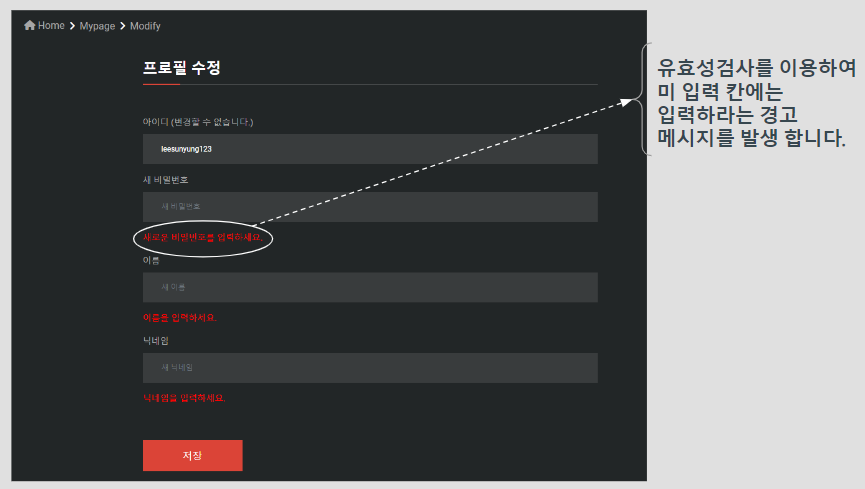 Home > Mypage > Modify
프로필 수정
아이디 (변경할 수 없습니다.)
leesunyung123
새 비밀번호
새 비밀번호
새로운 비밀번호를 입력하세요.
이름
새 이름
이름을 입력하세요.
닉네임
새 닉네임
닉네임을 입력하세요.
저장
유효성검사를 이용하여
미 입력 칸에는
입력하라는 경고
메시지를 발생 합니다.